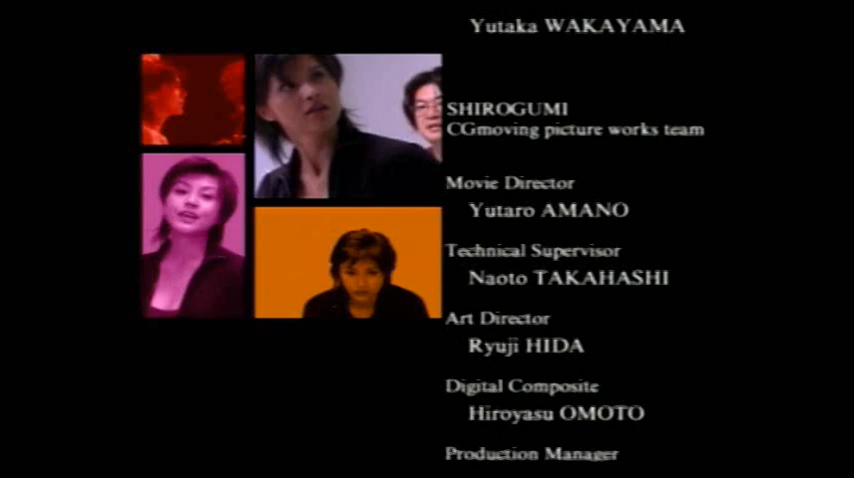 Yutaka WAKAYAMA
SHIROGUMI
CGmoving picture works team
Movie Director
Yutaro AMANO
Technical Supervisor
Naoto TAKAHASHI
Art Director
Ryuji HIDA
Digital Composite
Hiroyasu OMOTO
Production Manager